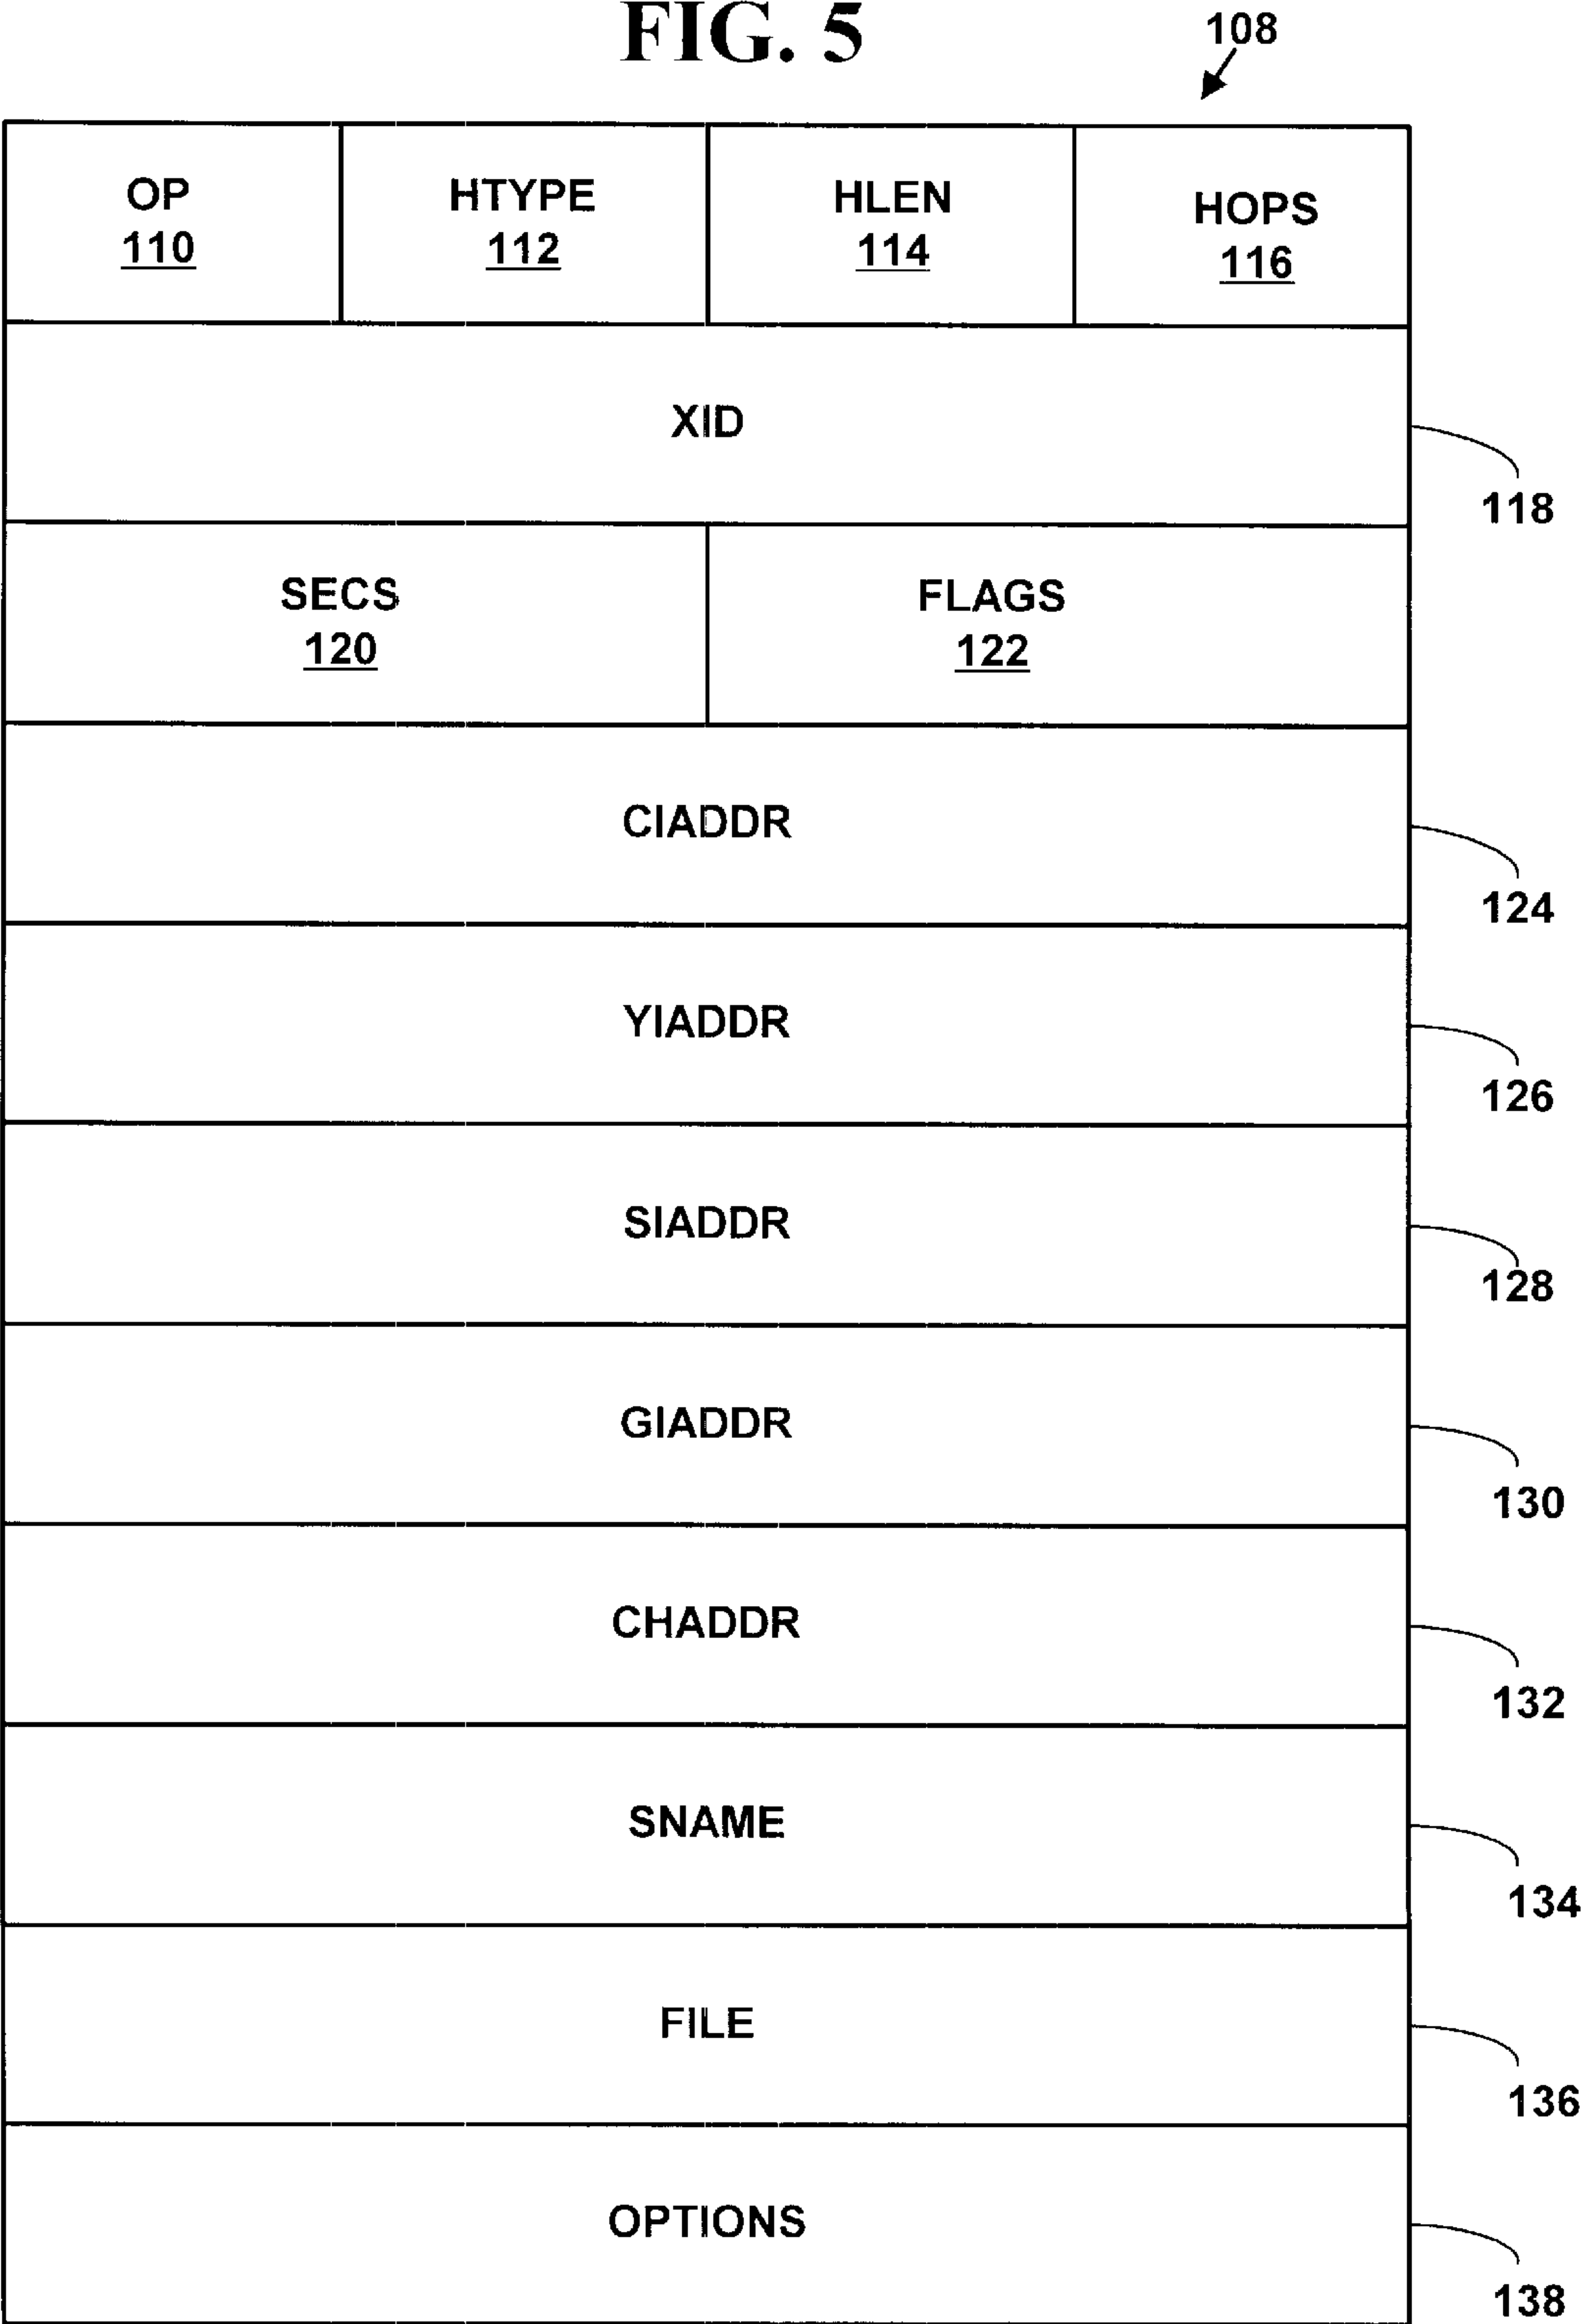 FIG. 5
108
OP HTYPE HLEN HOPS
110 112 114 116
XID
118
SECS FLAGS
120 122
CIADDR
124
YIADDR
126
SIADDR
128
GIADDR
130
CHADDR
132
SNAME
134
FILE
136
OPTIONS
138